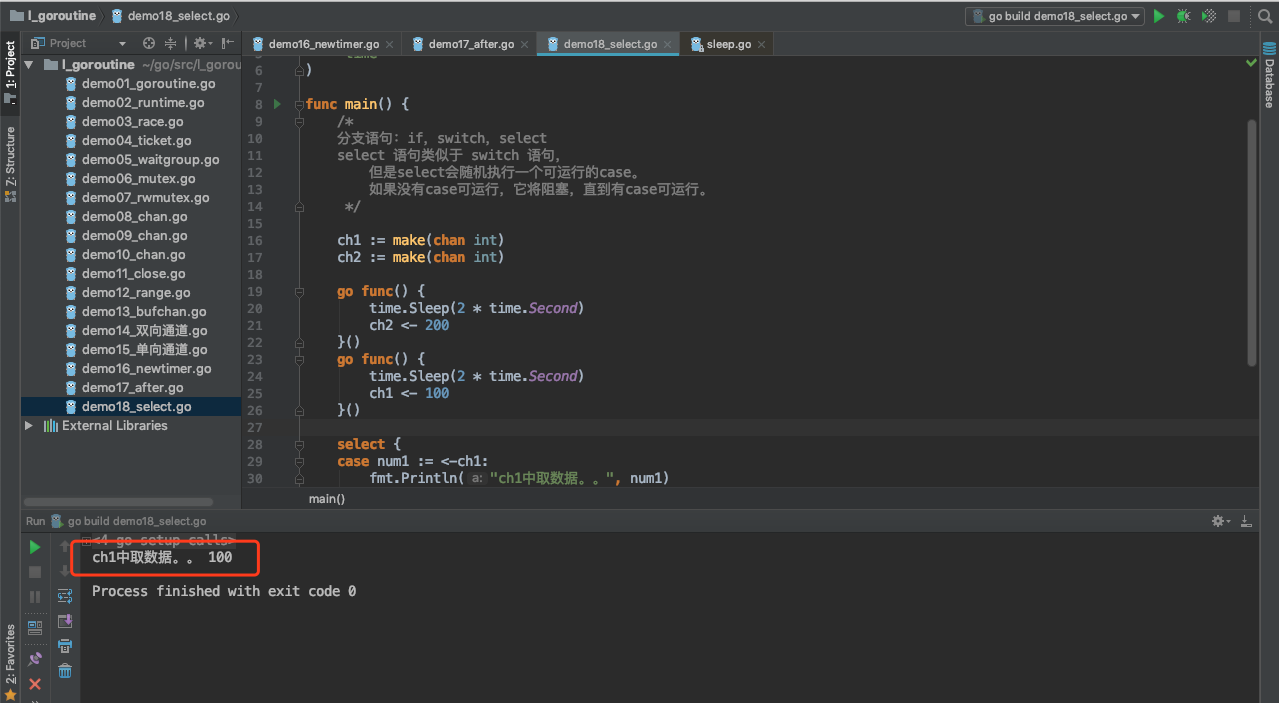 l_goroutine
demo18_select.go
go build demo18_select.go
Project
demo16_newtimer.go
demo17_after.go
demo18_select.go
sleep.go
1: Project
Z: Structure
2: Favorites
Database
l_goroutine ~/go/src/l_gorou
demo01_goroutine.go
demo02_runtime.go
demo03_race.go
demo04_ticket.go
demo05_waitgroup.go
demo06_mutex.go
demo07_rwmutex.go
demo08_chan.go
demo09_chan.go
demo10_chan.go
demo11_close.go
demo12_range.go
demo13_bufchan.go
demo14_双向通道.go
demo15_单向通道.go
demo16_newtimer.go
demo17_after.go
demo18_select.go
External Libraries
6 )
7
8 func main() {
9 /*
10 分支语句：if，switch，select
11 select 语句类似于 switch 语句，
12 但是select会随机执行一个可运行的case。
13 如果没有case可运行，它将阻塞，直到有case可运行。
14 */
15
16 ch1 := make(chan int)
17 ch2 := make(chan int)
18
19 go func() {
20 time.Sleep(2 * time.Second)
21 ch2 <- 200
22 }()
23 go func() {
24 time.Sleep(2 * time.Second)
25 ch1 <- 100
26 }()
27
28 select {
29 case num1 := <-ch1:
30 fmt.Println( a: "ch1中取数据。。", num1)
main()
Run go build demo18_select.go
<4 go setup calls>
ch1中取数据。。 100
Process finished with exit code 0